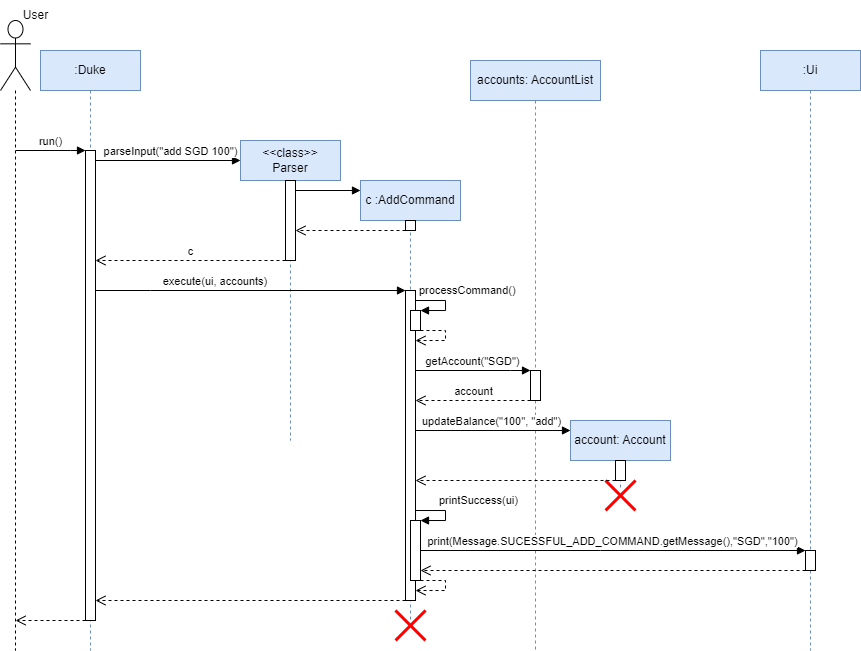 User
:Duke
accounts: AccountList
:Ui
run()
parseInput("add SGD 100")
<<class>>
Parser
c :AddCommand
c
execute(ui, accounts)
processCommand()
getAccount("SGD")
account
updateBalance("100", "add")
account: Account
printSuccess(ui)
print(Message.SUCESSFUL_ADD_COMMAND.getMessage(),"SGD","100")